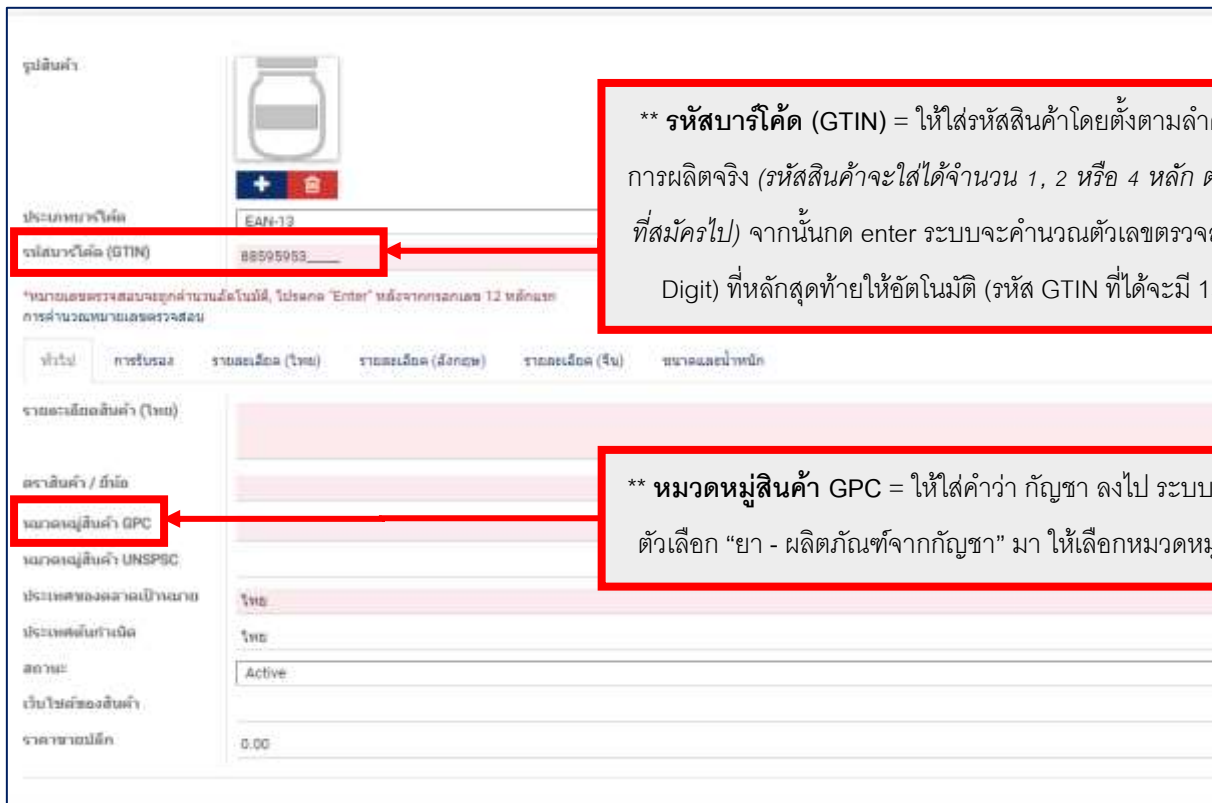 รูปสินค้า
** รหัสบาร์โค้ด (GTIN) = ให้ใส่รหัสสินค้าโดยตั้งตามลำ
การผลิตจริง (รหัสสินค้าจะใส่ได้จำนวน 1, 2 หรือ 4 หลัก
ที่สมัครไป) จากนั้นกด enter ระบบจะคำนวณตัวเลขตรวจ
Digit) ที่หลักสุดท้ายให้อัตโนมัติ (รหัส GTIN ที่ได้จะมี 1
ประเภทบาร์โค้ด
EAN-13
รหัสบาร์โค้ด (GTIN)
88595953____
*หมายเลขตรวจสอบจะถูกคำนวนอัตโนมัติ, โปรดกด "Enter" หลังจากกรอกเลข 12 หลักแรก
การคำนวณหมายเลขตรวจสอบ
ทั่วไป การรับรอง รายละเอียด (ไทย) รายละเอียด (อังกฤษ) รายละเอียด (จีน) ขนาดและน้ำหนัก
รายละเอียดสินค้า (ไทย)
ตราสินค้า / ยี่ห้อ
** หมวดหมู่สินค้า GPC = ให้ใส่คำว่า กัญชา ลงไป ระบบ
ตัวเลือก “ยา - ผลิตภัณฑ์จากกัญชา” มา ให้เลือกหมวดหมู่
หมวดหมู่สินค้า GPC
หมวดหมู่สินค้า UNSPSC
ประเทศของตลาดเป้าหมาย
ไทย
ประเทศต้นกำเนิด
ไทย
สถานะ
Active
เว็บไซต์ของสินค้า
ราคาขายปลีก
0.00